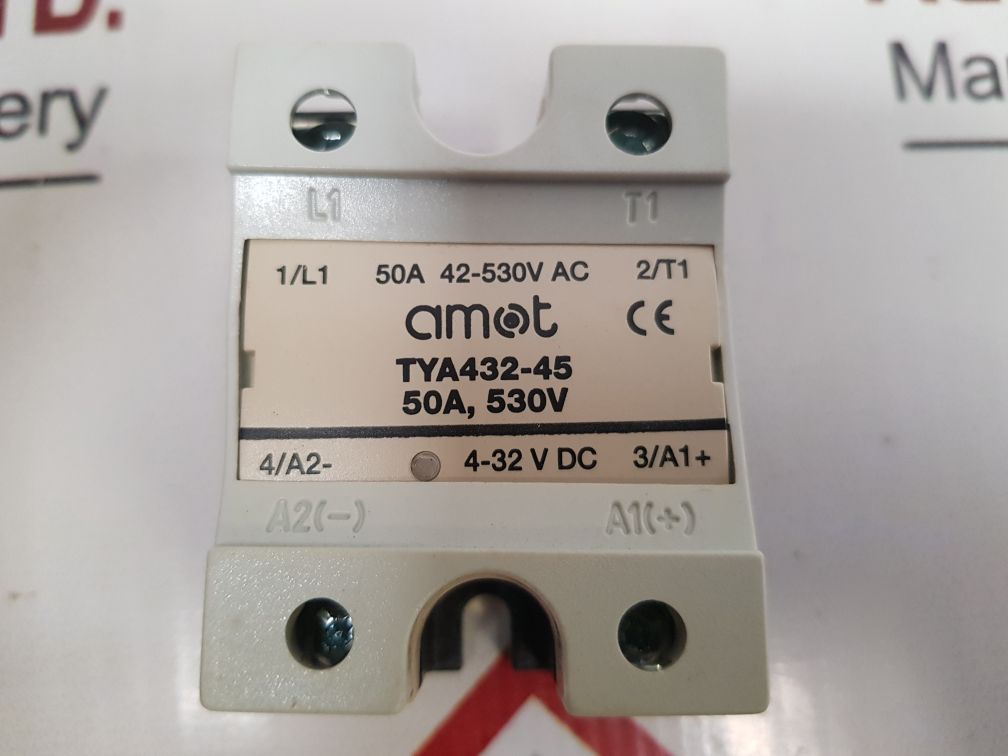 TD.
ery
Ma
L1 T1
1/L1 50A 42-530V AC 2/T1
amot CE
TYA432-45
50A, 530V
4/A2- 4-32 V DC 3/A1+
A2(-) A1(+)